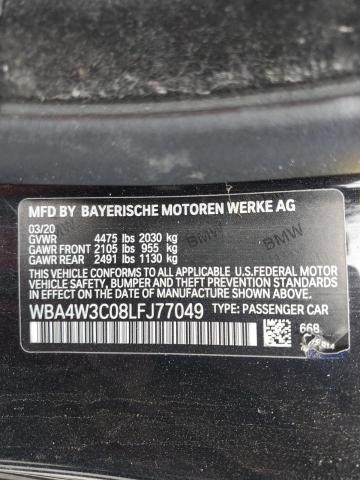 MFD BY BAYERISCHE MOTOREN WERKE AG
03/20
GVWR 4475 lbs 2030 kg
GAWR FRONT 2105 lbs 955 kg
GAWR REAR 2491 lbs 1130 kg
THIS VEHICLE CONFORMS TO ALL APPLICABLE U.S.FEDERAL MOTOR
VEHICLE SAFETY, BUMPER, AND THEFT PREVENTION STANDARDS
IN EFFECT ON THE DATE OF MANUFACTURE SHOWN ABOVE.
WBA4W3C08LFJ77049 TYPE: PASSENGER CAR
668
BMW
BMW
BMW